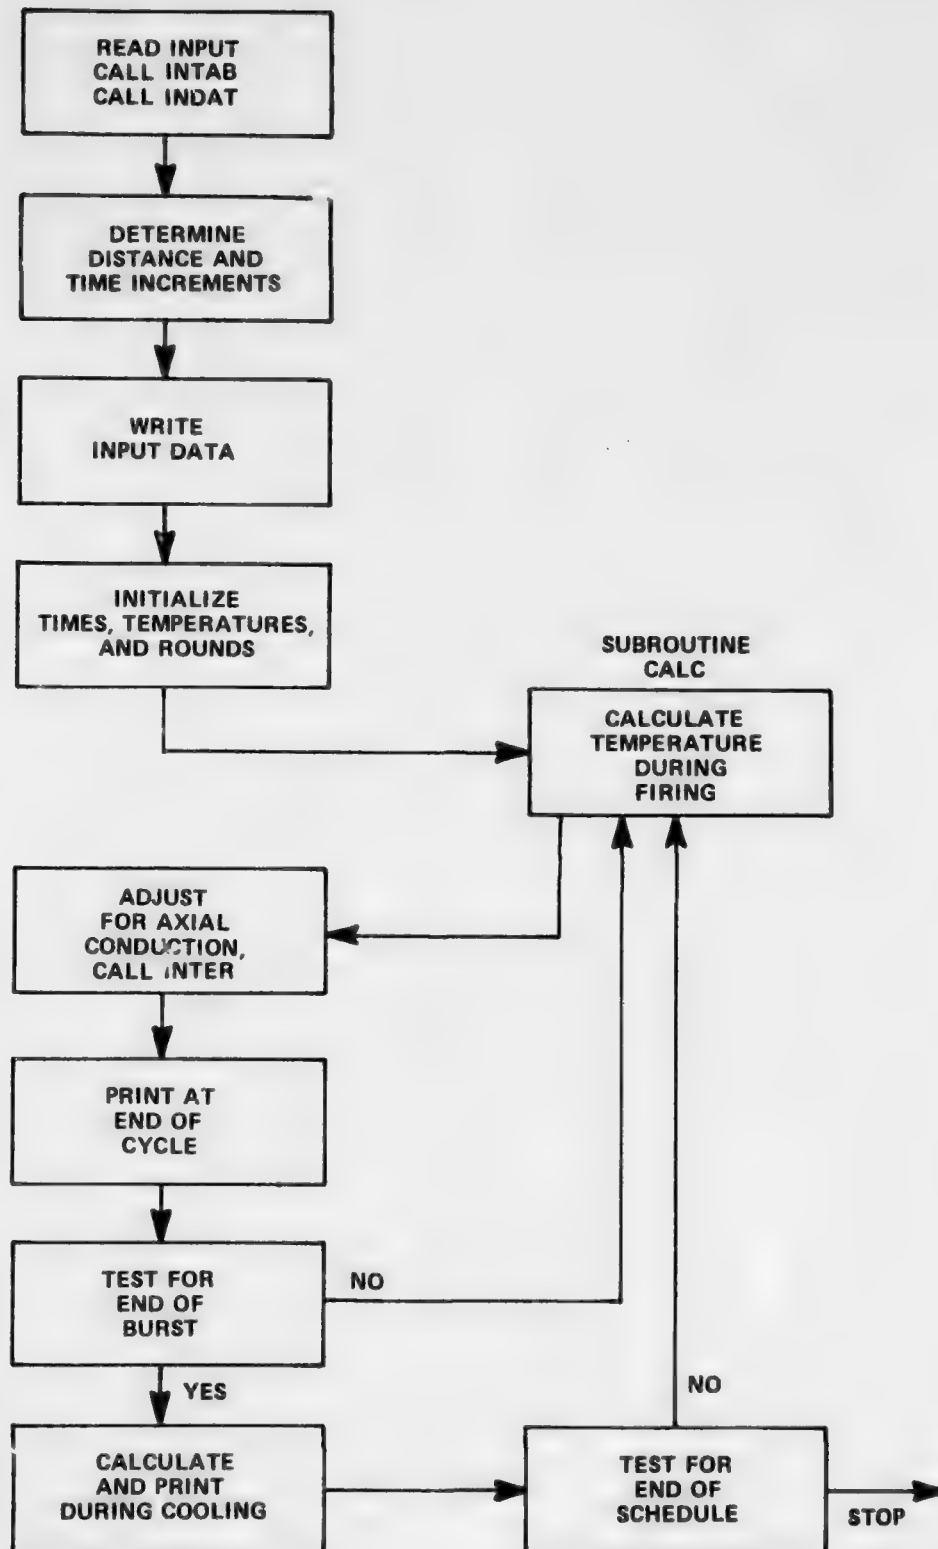 READ INPUT
CALL INTAB
CALL INDAT
DETERMINE
DISTANCE AND
TIME INCREMENTS
WRITE
INPUT DATA
INITIALIZE
TIMES, TEMPERATURES,
AND ROUNDS
SUBROUTINE
CALC
CALCULATE
TEMPERATURE
DURING
FIRING
ADJUST
FOR AXIAL
CONDUCTION,
CALL INTER
PRINT AT
END OF
CYCLE
TEST FOR
END OF
BURST
NO
YES
CALCULATE
AND PRINT
DURING COOLING
NO
TEST FOR
END OF
SCHEDULE
STOP